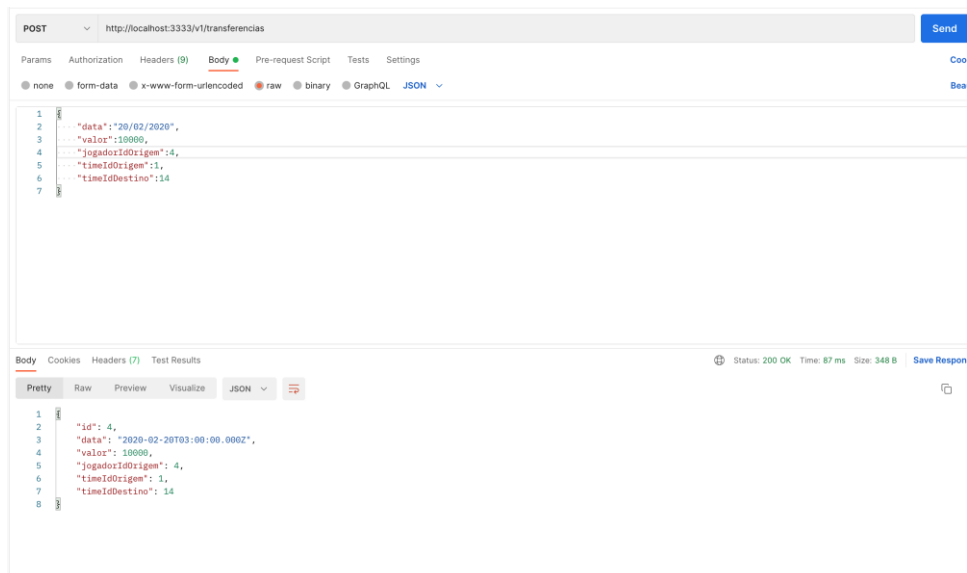 POST http://localhost:3333/v1/transferencias Send
Params Authorization Headers (9) Body Pre-request Script Tests Settings Coo
none form-data x-www-form-urlencoded raw binary GraphQL JSON Bea
1 {
2 "data":"20/02/2020",
3 "valor":10000,
4 "jogadorIdOrigem":4,
5 "timeIdOrigem":1,
6 "timeIdDestino":14
7 }
Body Cookies Headers (7) Test Results Status: 200 OK Time: 87 ms Size: 348 B Save Respon
Pretty Raw Preview Visualize JSON
1 {
2 "id": 4,
3 "data": "2020-02-20T03:00:00.000Z",
4 "valor": 10000,
5 "jogadorIdOrigem": 4,
6 "timeIdOrigem": 1,
7 "timeIdDestino": 14
8 }